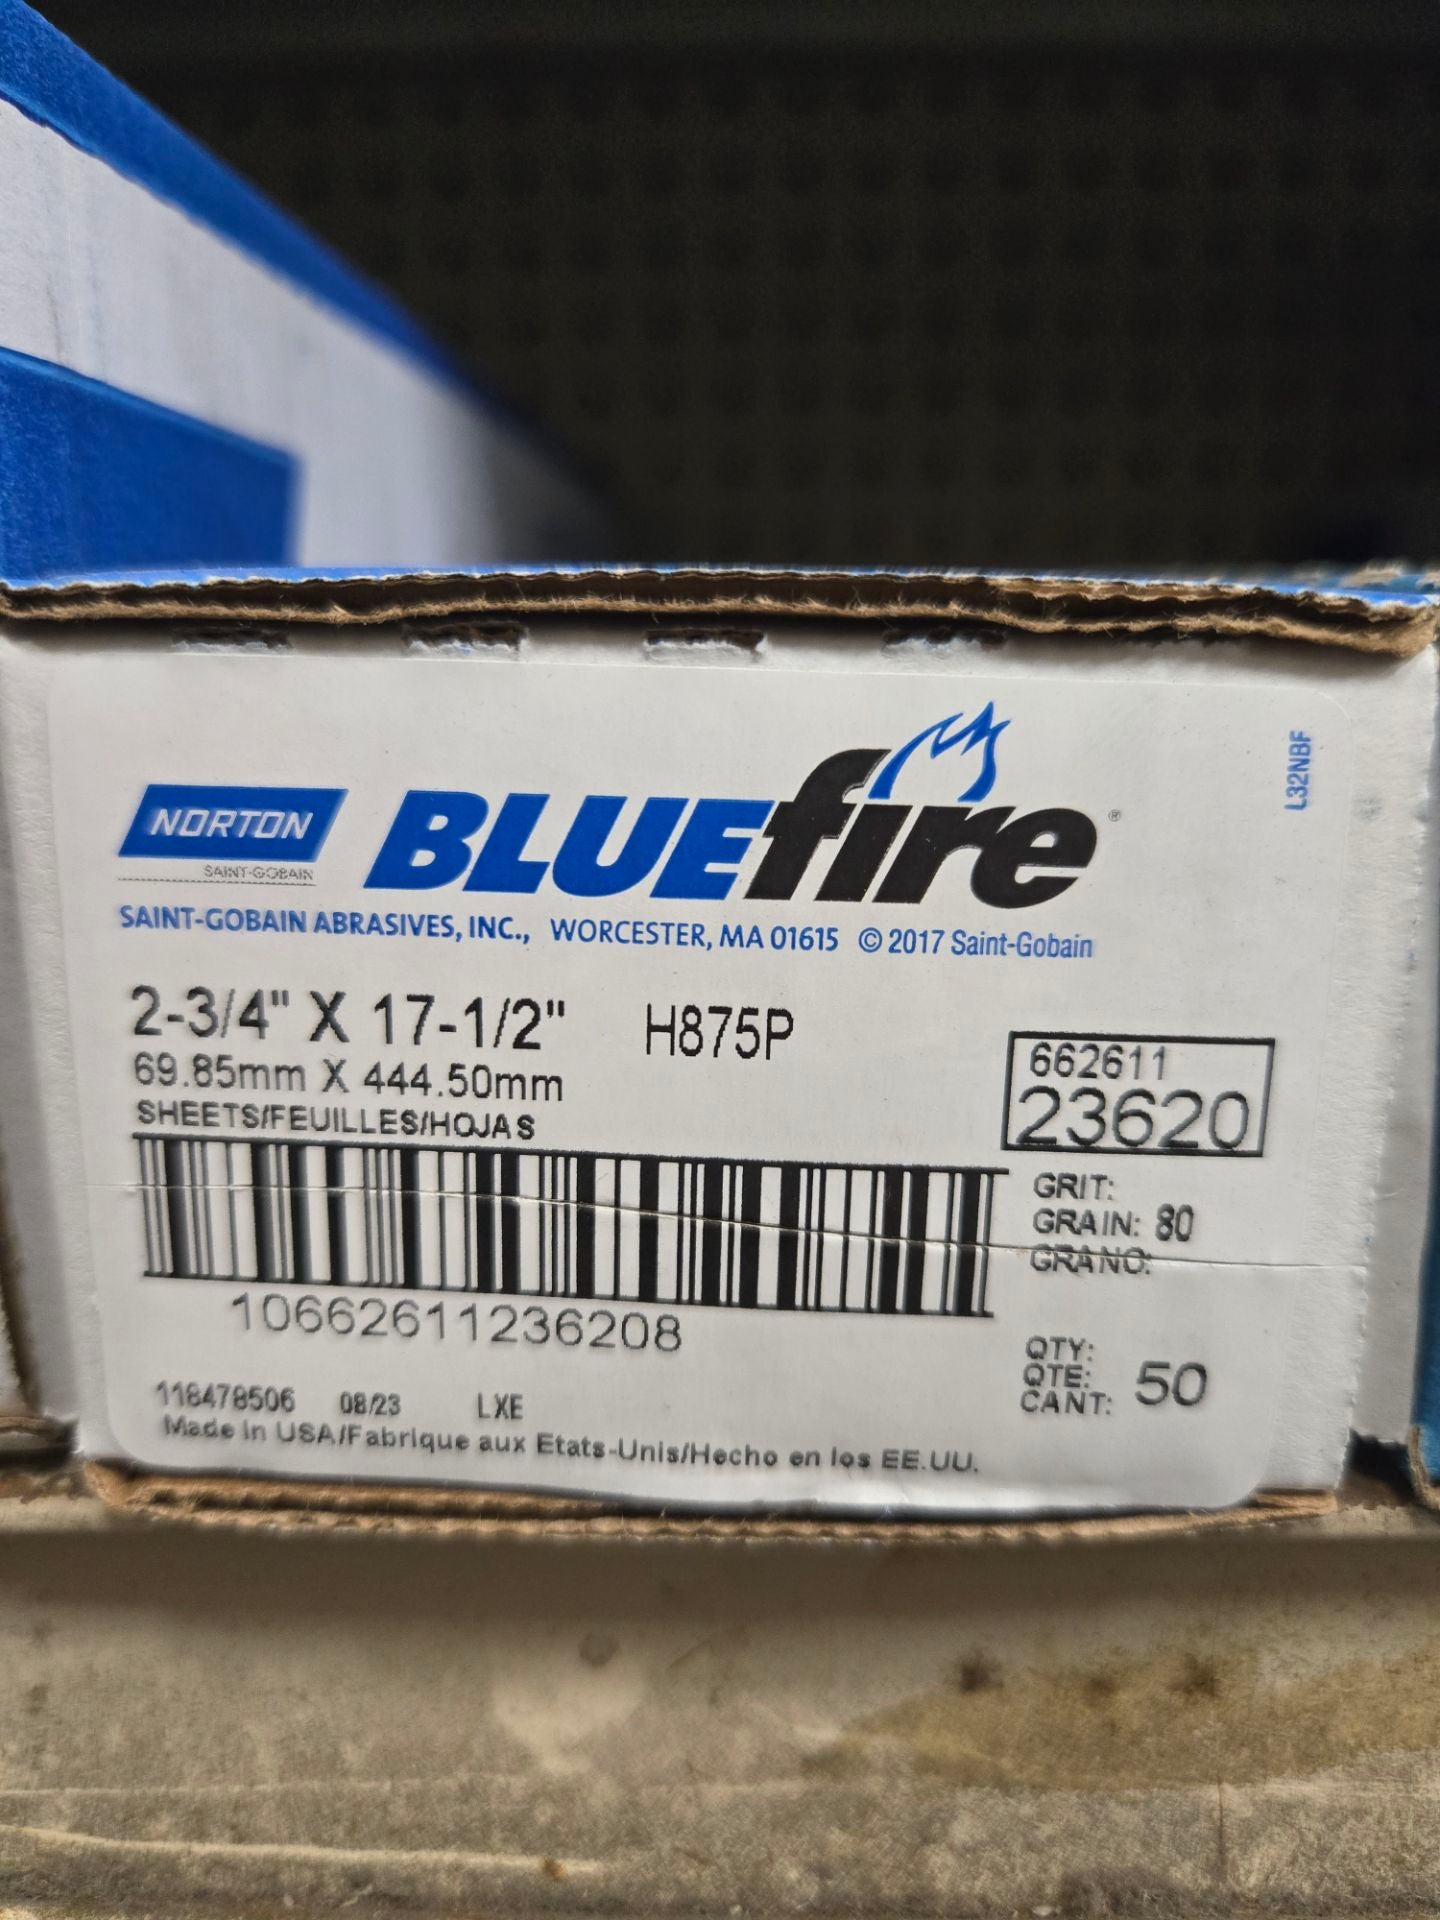 NORTON
SAINT-GOBAIN
BLUEfire®
L32NBF
SAINT-GOBAIN ABRASIVES, INC., WORCESTER, MA 01615 © 2017 Saint-Gobain
2-3/4" X 17-1/2" H875P
69.85mm X 444.50mm
SHEETS/FEUILLES/HOJAS
662611
23620
GRIT:
GRAIN: 80
GRANO:
10662611236208
QTY:
QTE: 50
CANT:
118478506 08/23 LXE
Made in USA/Fabrique aux Etats-Unis/Hecho en los EE.UU.